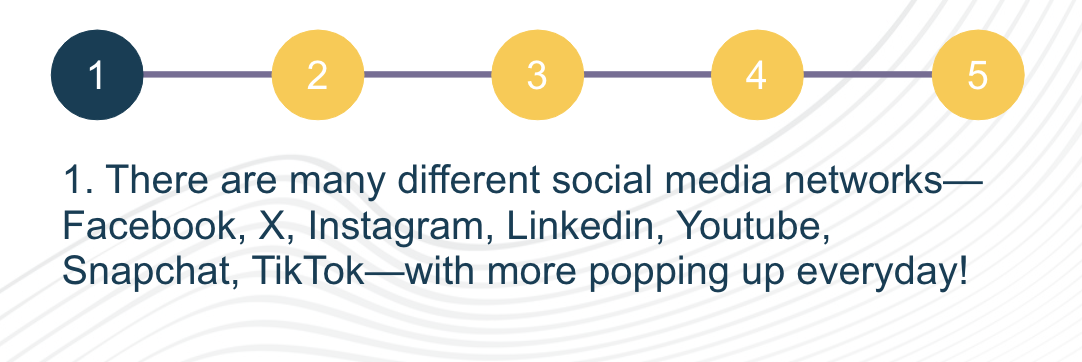 1 2 3 4 5
1. There are many different social media networks—
Facebook, X, Instagram, Linkedin, Youtube,
Snapchat, TikTok—with more popping up everyday!